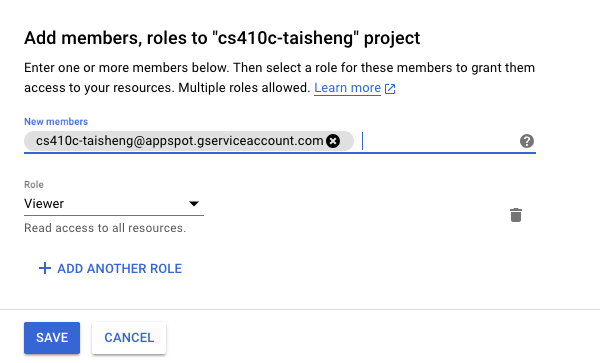 Add members, roles to "cs410c-taisheng" project
Enter one or more members below. Then select a role for these members to grant them
access to your resources. Multiple roles allowed. Learn more
New members
cs410c-taisheng@appspot.gserviceaccount.com
Role
Viewer
Read access to all resources.
ADD ANOTHER ROLE
SAVE CANCEL